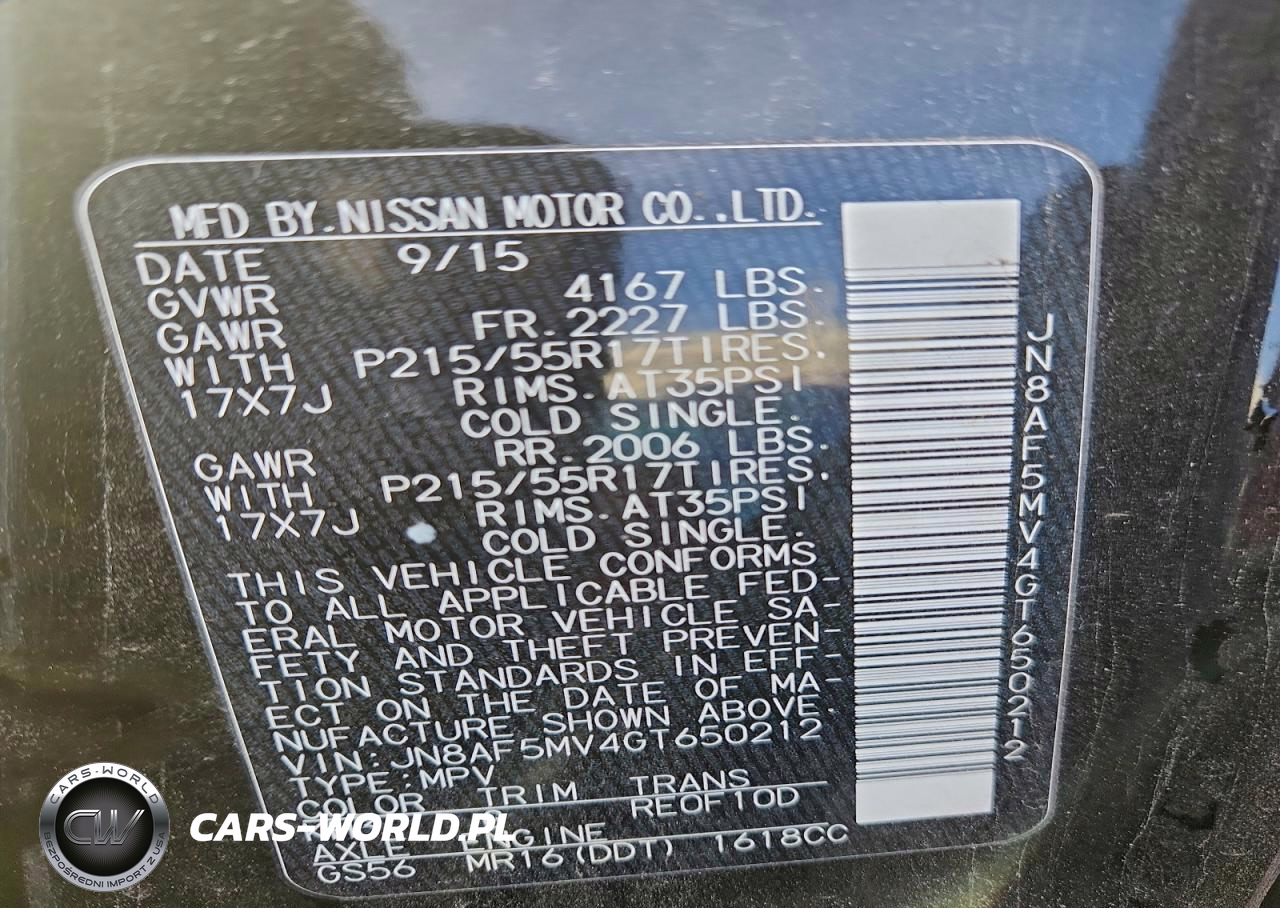 MFD BY.NISSAN MOTOR CO.,LTD.
DATE 9/15
GVWR 4167 LBS.
GAWR FR.2227 LBS.
WITH P215/55R17TIRES.
17X7J RIMS.AT35PSI
COLD SINGLE.
GAWR RR.2006 LBS.
WITH P215/55R17TIRES.
17X7J RIMS.AT35PSI
COLD SINGLE.
THIS VEHICLE CONFORMS
TO ALL APPLICABLE FED-
ERAL MOTOR VEHICLE SA-
FETY AND THEFT PREVEN-
TION STANDARDS IN EFF-
ECT ON THE DATE OF MA-
NUFACTURE SHOWN ABOVE.
VIN:JN8AF5MV4GT650212
TYPE:MPV
COLOR TRIM TRANS
REOF10D
AXLE ENGINE
GS56 MR16(DDT) 1618CC
JN8AF5MV4GT650212
CARS-WORLD
CW
BEZPOŚREDNI IMPORT Z USA
CARS-WORLD.PL